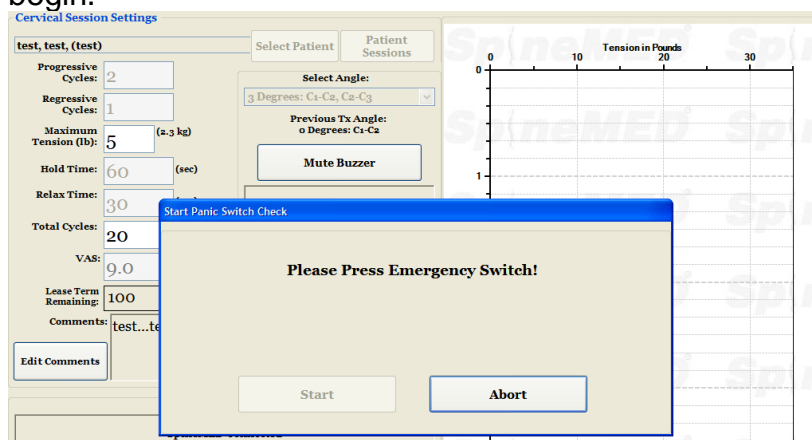 begin.
Cervical Session Settings
test, test, (test)
Select Patient
Patient Sessions
Progressive Cycles: 2
Regressive Cycles: 1
Maximum Tension (lb): 5 (2.3 kg)
Hold Time: 60 (sec)
Relax Time: 30
Total Cycles: 20
VAS: 9.0
Lease Term Remaining: 100
Comments: test...te
Edit Comments
Select Angle:
3 Degrees: C1-C2, C2-C3
Previous Tx Angle:
0 Degrees: C1-C2
Mute Buzzer
Start Panic Switch Check
Please Press Emergency Switch!
Start
Abort
Tension in Pounds
0 10 20 30
0
1
SpineMED
SpineMED